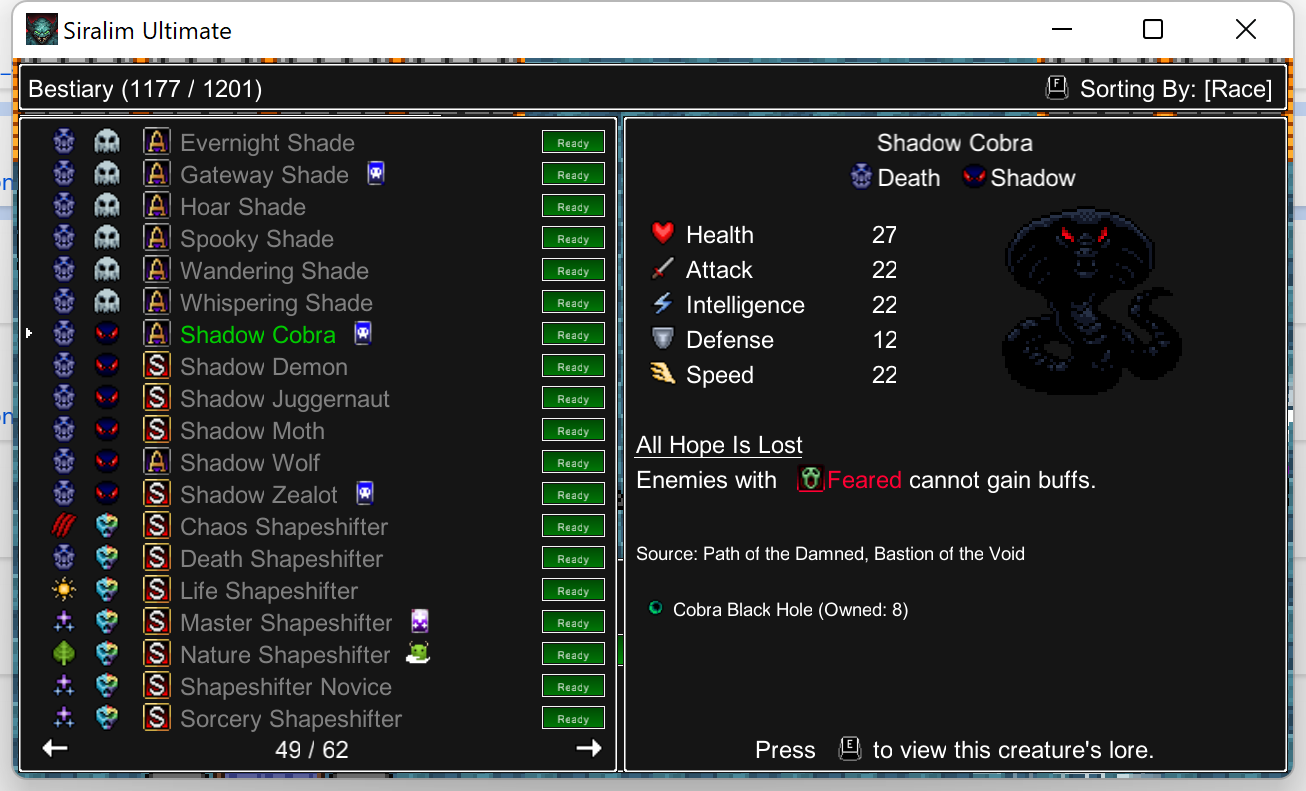 Siralim Ultimate
Bestiary (1177 / 1201)
F Sorting By: [Race]
A Evernight Shade Ready
A Gateway Shade Ready
A Hoar Shade Ready
A Spooky Shade Ready
A Wandering Shade Ready
A Whispering Shade Ready
A Shadow Cobra Ready
S Shadow Demon Ready
S Shadow Juggernaut Ready
S Shadow Moth Ready
A Shadow Wolf Ready
S Shadow Zealot Ready
S Chaos Shapeshifter Ready
S Death Shapeshifter Ready
S Life Shapeshifter Ready
S Master Shapeshifter Ready
S Nature Shapeshifter Ready
S Shapeshifter Novice Ready
S Sorcery Shapeshifter Ready
49 / 62
Shadow Cobra
Death Shadow
Health 27
Attack 22
Intelligence 22
Defense 12
Speed 22
All Hope Is Lost
Enemies with Feared cannot gain buffs.
Source: Path of the Damned, Bastion of the Void
Cobra Black Hole (Owned: 8)
Press E to view this creature's lore.